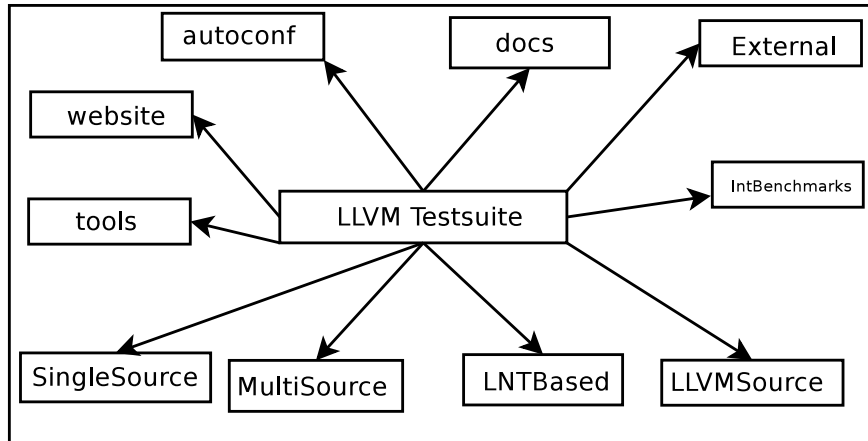 autoconf
docs
External
website
IntBenchmarks
tools
LLVM Testsuite
SingleSource
MultiSource
LNTBased
LLVMSource